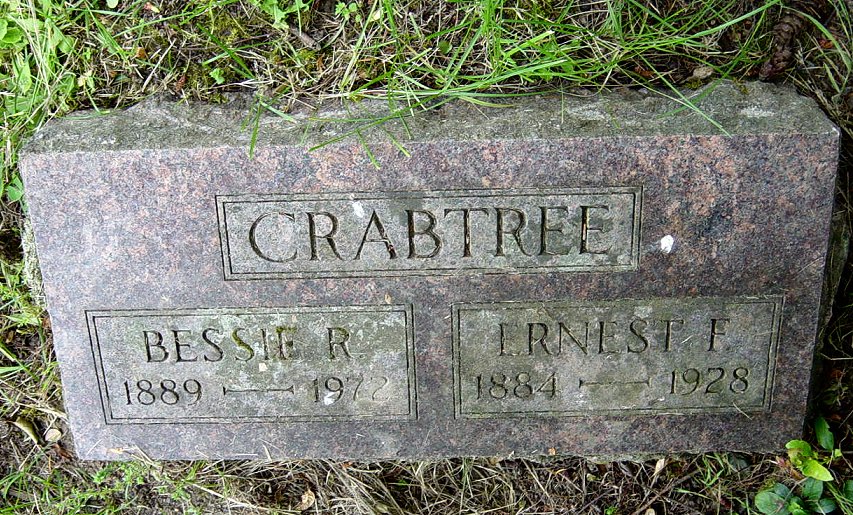 CRABTREE
BESSIE R
1889 — 1972
ERNEST F
1884 — 1928